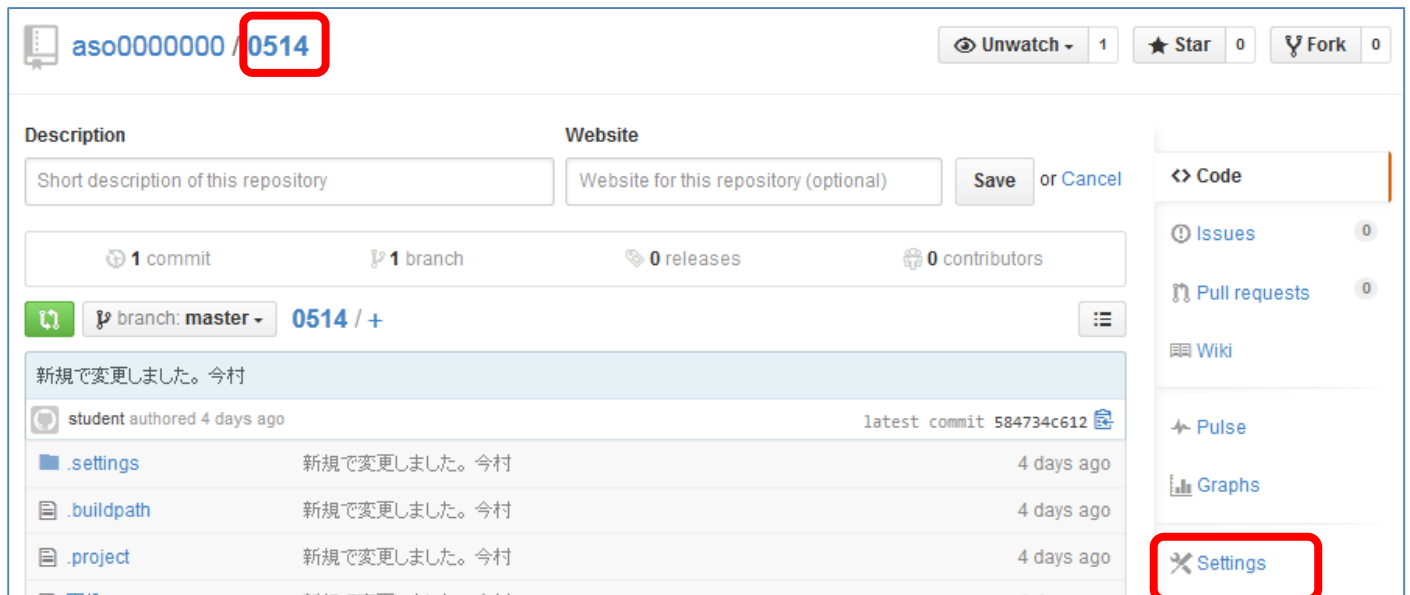 aso0000000 / 0514
Unwatch 1 Star 0 Fork 0
Description Website
Short description of this repository Website for this repository (optional) Save or Cancel
1 commit 1 branch 0 releases 0 contributors
branch: master 0514 / +
新規で変更しました。今村
student authored 4 days ago latest commit 584734c612
.settings 新規で変更しました。今村 4 days ago
.buildpath 新規で変更しました。今村 4 days ago
.project 新規で変更しました。今村 4 days ago
<> Code
Issues 0
Pull requests 0
Wiki
Pulse
Graphs
Settings